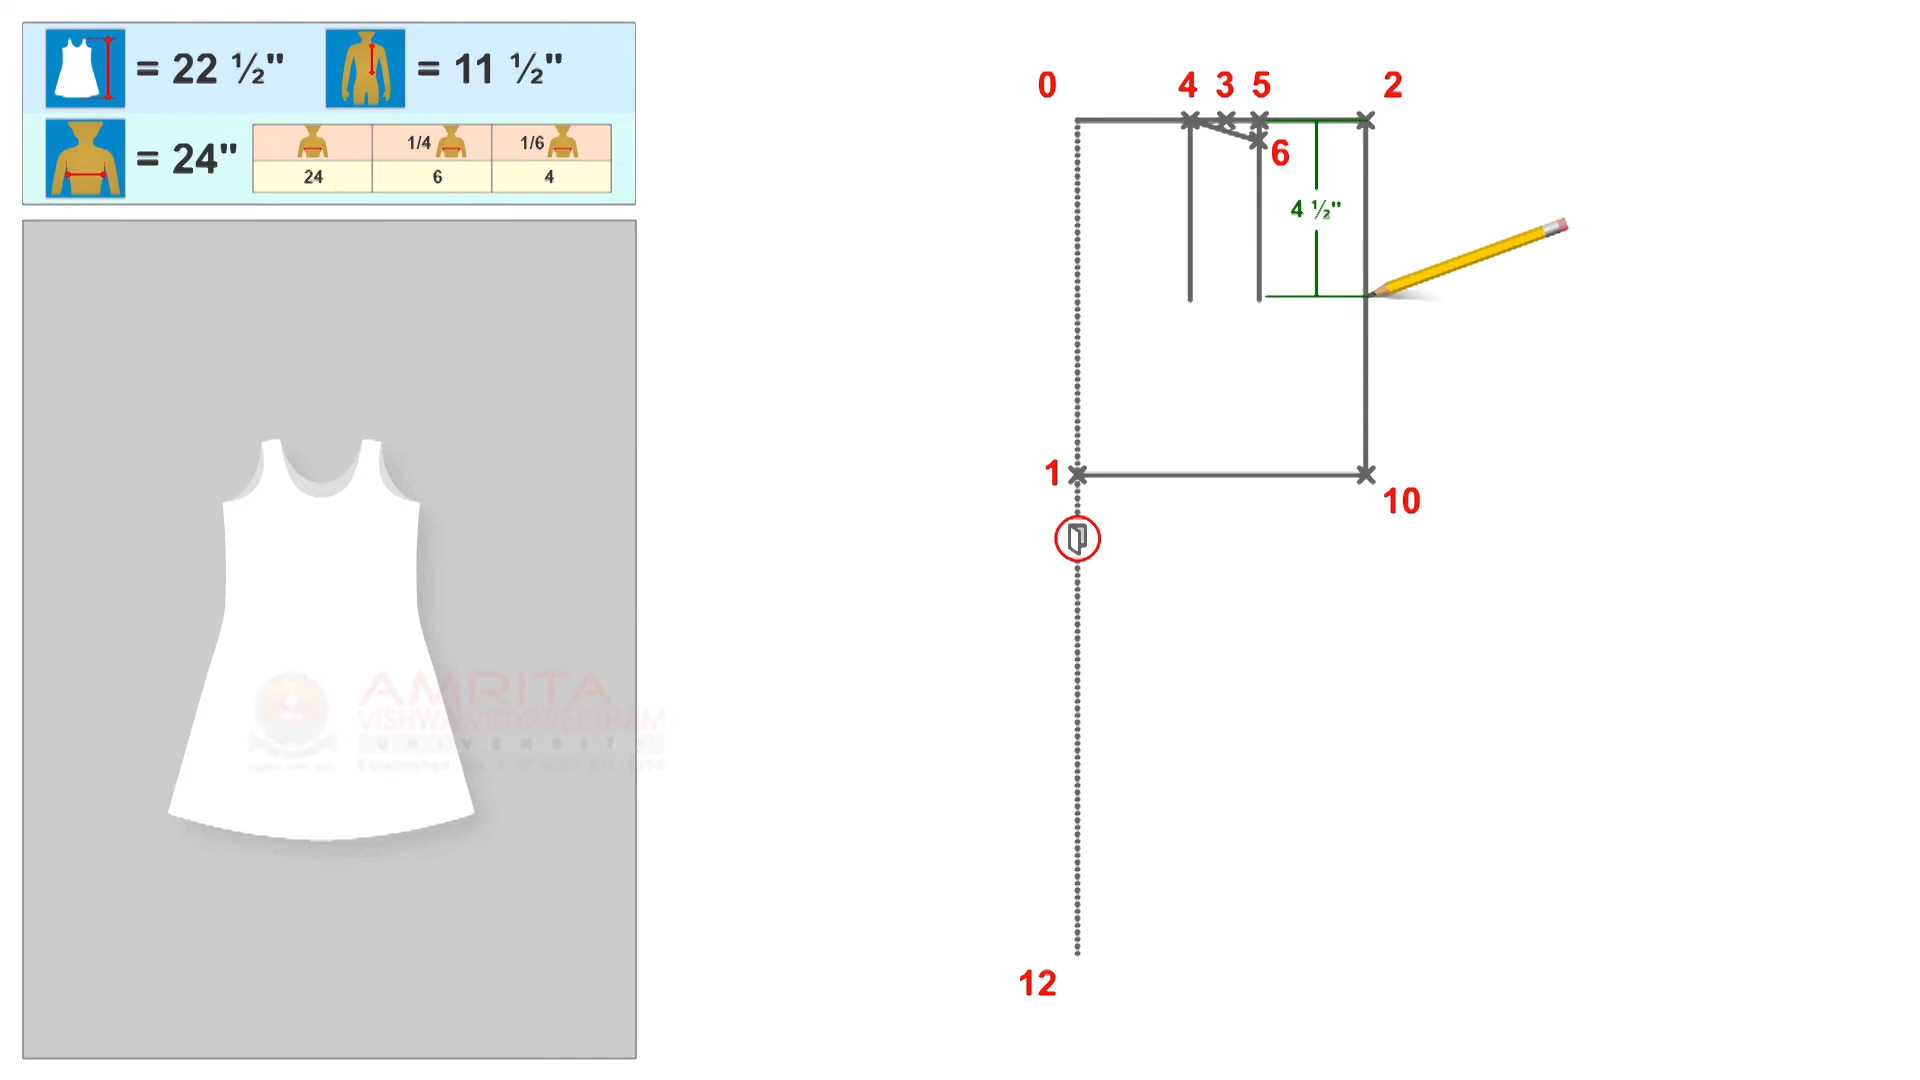 = 22 ½" = 11 ½"
= 24"
1/4 1/6
24 6 4
0 4 3 5 2
6
4 ½"
1
10
12
AMRITA
VISHWA VIDYAPEETHAM
UNIVERSITY